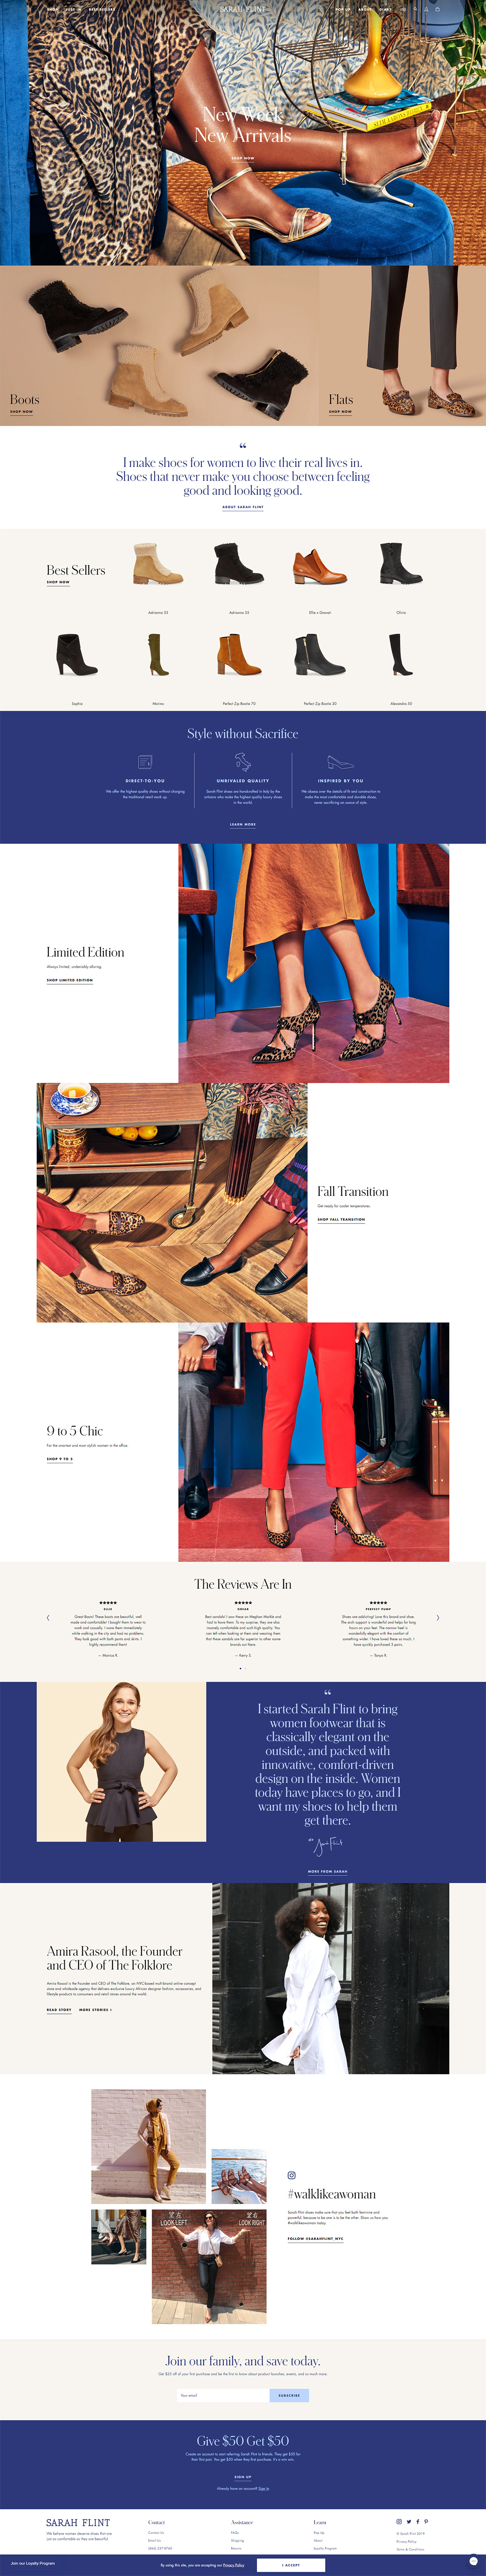 SHOP JUST IN BEST SELLERS
SARAH FLINT
POP UP ABOUT DIARY
New Week,
New Arrivals
SHOP NOW
Boots
SHOP NOW
Flats
SHOP NOW
“
I make shoes for women to live their real lives in.
Shoes that never make you choose between feeling
good and looking good.
ABOUT SARAH FLINT
Best Sellers
SHOP NOW
Olive
Sophia
Perfect Zip Bootie 70
Perfect Zip Bootie 30
Alexandra 50
Style without Sacrifice
DIRECT-TO-YOU
We offer the highest quality shoes without charging
the traditional retail mark up.
UNRIVALED QUALITY
Sarah Flint shoes are handcrafted in Italy by the
artisans who make the highest quality luxury shoes
in the world.
INSPIRED BY YOU
We obsess over the details of fit and construction to
make the most comfortable and durable shoes,
never sacrificing an ounce of style.
LEARN MORE
Limited Edition
Always limited, undeniably alluring.
SHOP LIMITED EDITION
Fall Transition
Get ready for cooler temperatures.
SHOP FALL TRANSITION
9 to 5 Chic
For the smartest and most stylish women in the office.
SHOP 9 TO 5
The Reviews Are In
★★★★★
ELLIE
Great Boots! These boots are beautiful, well
made and comfortable! I bought them to wear to
work and casually. I wore them immediately
while walking in the city and had no problems.
They look good with both pants and skirts. I
highly recommend them!
— Monica R.
★★★★★
Best sandals! I saw these on Meghan Markle and
had to have them. To my surprise, they are also
insanely comfortable and such high quality. You
can tell when looking at them and wearing them
that these sandals are far superior to other name
brands out there!
— Kerry S.
★★★★★
PERFECT PUMP
Shoes are addicting! Love this brand and shoe.
The arch support is wonderful and helps for long
hours on your feet. The narrow heel is
wonderfully elegant with the comfort of
something wider. I have loved these so much, I
have quickly purchased 3 pairs.
— Tonya R.
“
I started Sarah Flint to bring
women footwear that is
classically elegant on the
outside, and packed with
innovative, comfort-driven
design on the inside. Women
today have places to go, and I
want my shoes to help them
get there.
Sarah Flint
MORE FROM SARAH
Amira Rasool, the Founder
and CEO of The Folklore
Amira Rasool is the Founder and CEO of The Folklore, an NYC-based multi-brand online concept
store and wholesale agency that delivers exclusive luxury African designer fashion, accessories, and
lifestyle products to consumers and retail stores around the world.
READ STORY MORE STORIES >
LOOK LEFT
LOOK RIGHT
#walklikeawoman
Sarah Flint shoes make sure that you feel both feminine and
powerful, because to be one is to be the other. Show us how you
#walklikeawoman today.
FOLLOW @SARAHFLINT_NYC
Join our family, and save today.
Get $25 off of your first purchase and be the first to know about product launches, events, and so much more.
Your email
SUBSCRIBE
Give $50 Get $50
Create an account to start referring Sarah Flint to friends. They get $50 for
their first pair. You get $50 when they first purchase. It's a win-win!
SIGN UP
Already have an account? Sign In
SARAH FLINT
We believe women deserve shoes that are
just as comfortable as they are beautiful.
Contact
Contact Us
Email Us
Assistance
FAQs
Shipping
Returns
Learn
Pop Up
About
Loyalty Program
© Sarah Flint 2019
Privacy Policy
Terms & Conditions
Join our Loyalty Program
By using this site, you are accepting our Privacy Policy
I ACCEPT